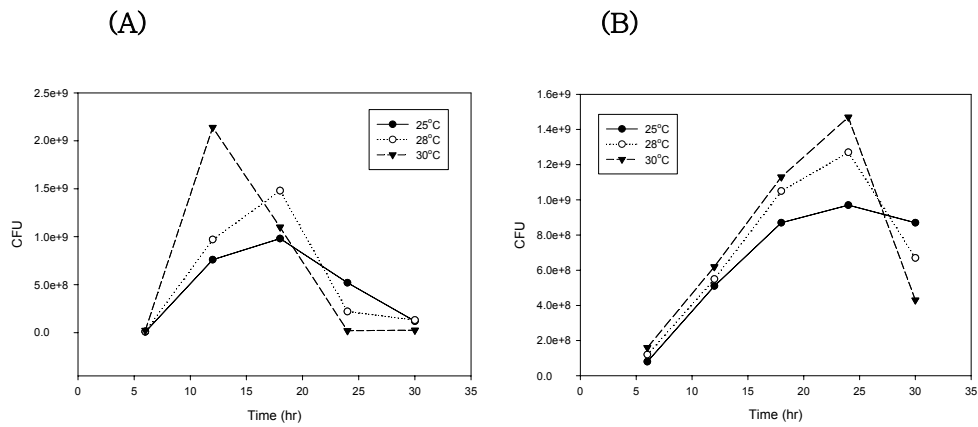 (A)
2.5e+9
2.0e+9
1.5e+9
1.0e+9
5.0e+8
0.0
CFU
0 5 10 15 20 25 30 35
Time (hr)
25°C
28°C
30°C
(B)
1.6e+9
1.4e+9
1.2e+9
1.0e+9
8.0e+8
6.0e+8
4.0e+8
2.0e+8
0.0
CFU
0 5 10 15 20 25 30 35
Time (hr)
25°C
28°C
30°C